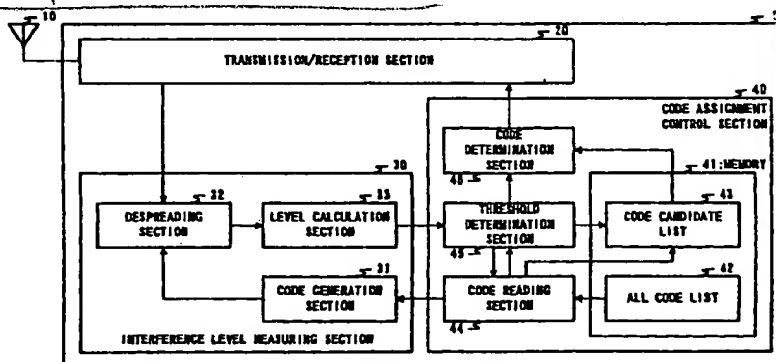 10
20
TRANSMISSION/RECEPTION SECTION
40
CODE ASSIGNMENT
CONTROL SECTION
CODE
DETERMINATION
SECTION
46
30
41;MEMORY
32
DESPREADING
SECTION
33
LEVEL CALCULATION
SECTION
THRESHOLD
DETERMINATION
SECTION
45
43
CODE CANDIDATE
LIST
31
CODE GENERATION
SECTION
CODE READING
SECTION
44
42
ALL CODE LIST
INTERFERENCE LEVEL MEASURING SECTION